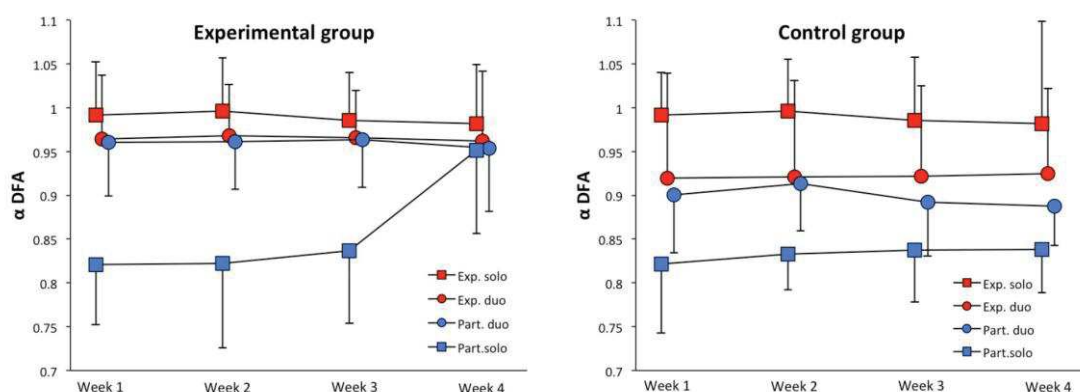 Experimental group
α DFA
1.1
1.05
1
0.95
0.9
0.85
0.8
0.75
0.7
Exp. solo
Exp. duo
Part. duo
Part.solo
Week 1 Week 2 Week 3 Week 4
Control group
α DFA
1.1
1.05
1
0.95
0.9
0.85
0.8
0.75
0.7
Exp. solo
Exp. duo
Part. duo
Part.solo
Week 1 Week 2 Week 3 Week 4